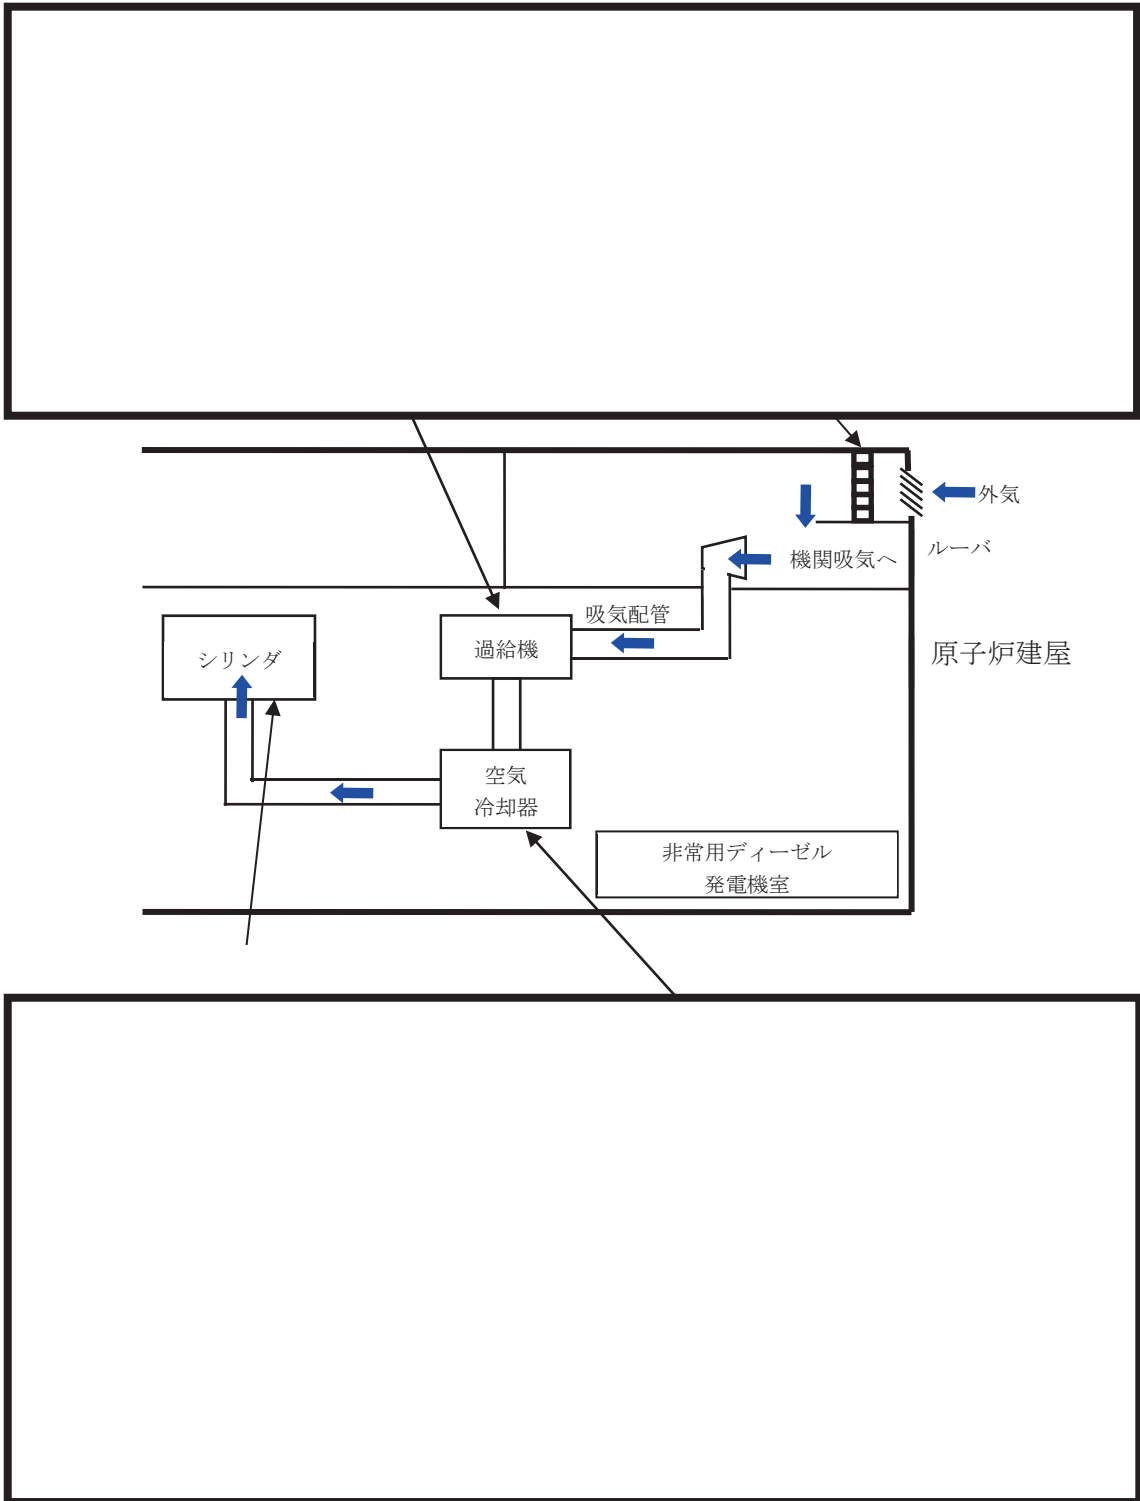 外気
ルーバ
機関吸気へ
吸気配管
過給機
シリンダ
原子炉建屋
空気
冷却器
非常用ディーゼル
発電機室